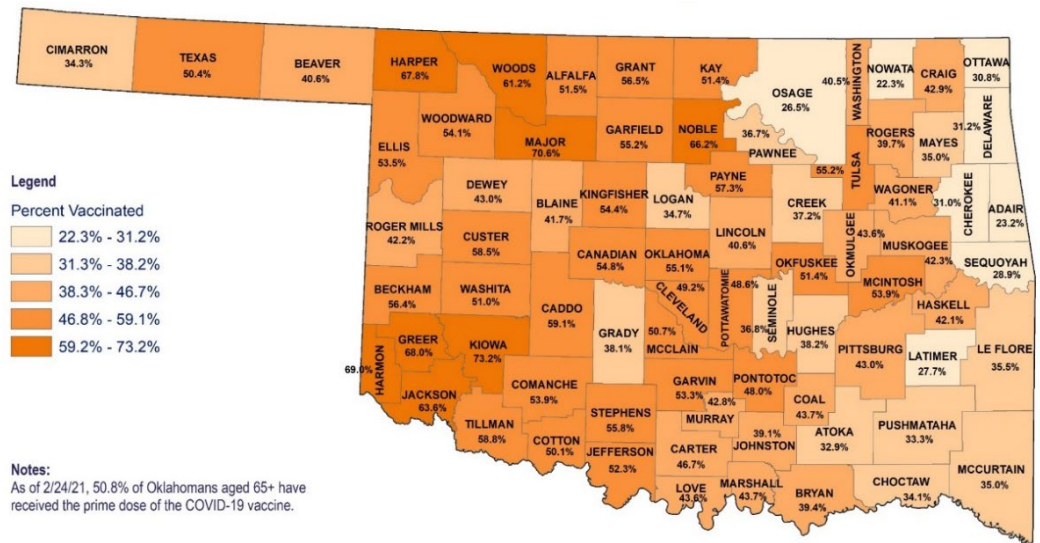 CIMARRON
34.3%
TEXAS
50.4%
BEAVER
40.6%
HARPER
67.8%
WOODS
61.2%
ALFALFA
51.5%
GRANT
56.5%
KAY
51.4%
OSAGE
26.5%
40.5%
WASHINGTON
NOWATA
22.3%
CRAIG
42.9%
OTTAWA
30.8%
WOODWARD
54.1%
ELLIS
53.5%
MAJOR
70.6%
GARFIELD
55.2%
NOBLE
66.2%
36.7%
PAWNEE
ROGERS
39.7%
MAYES
35.0%
31.2%
DELAWARE
55.2%
TULSA
Legend
Percent Vaccinated
22.3% - 31.2%
31.3% - 38.2%
38.3% - 46.7%
46.8% - 59.1%
59.2% - 73.2%
DEWEY
43.0%
BLAINE
41.7%
KINGFISHER
54.4%
LOGAN
34.7%
PAYNE
57.3%
CREEK
37.2%
WAGONER
41.1%
31.0%
CHEROKEE
ADAIR
23.2%
ROGER MILLS
42.2%
CUSTER
58.5%
CANADIAN
54.8%
OKLAHOMA
55.1%
LINCOLN
40.6%
OKFUSKEE
51.4%
43.6%
OKMULGEE
MUSKOGEE
42.3%
SEQUOYAH
28.9%
BECKHAM
56.4%
WASHITA
51.0%
CADDO
59.1%
GRADY
38.1%
49.2%
CLEVELAND
48.6%
POTTAWATOMIE
36.8%
SEMINOLE
HUGHES
38.2%
MCINTOSH
53.9%
HASKELL
42.1%
50.7%
MCCLAIN
PITTSBURG
43.0%
LATIMER
27.7%
LE FLORE
35.5%
69.0%
HARMON
GREER
68.0%
KIOWA
73.2%
JACKSON
63.6%
COMANCHE
53.9%
GARVIN
53.3%
PONTOTOC
48.0%
42.8%
MURRAY
COAL
43.7%
TILLMAN
58.8%
COTTON
50.1%
STEPHENS
55.8%
JEFFERSON
52.3%
CARTER
46.7%
39.1%
JOHNSTON
ATOKA
32.9%
PUSHMATAHA
33.3%
MCCURTAIN
35.0%
LOVE
43.6%
MARSHALL
43.7%
BRYAN
39.4%
CHOCTAW
34.1%
Notes:
As of 2/24/21, 50.8% of Oklahomans aged 65+ have
received the prime dose of the COVID-19 vaccine.